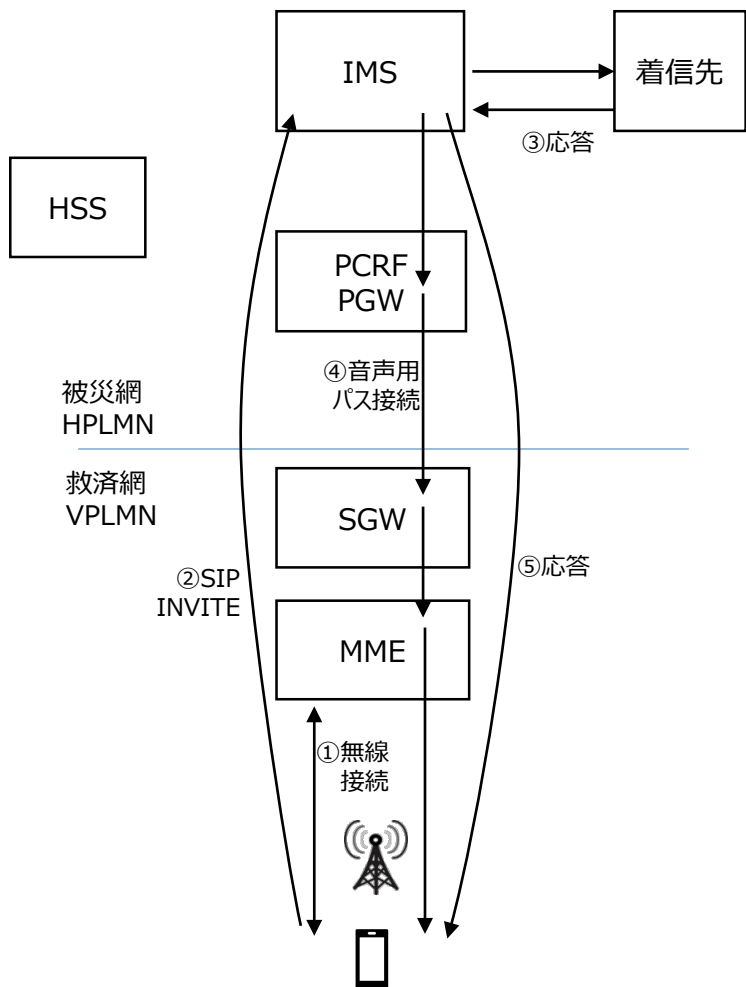 IMS
着信先
③応答
HSS
PCRF
PGW
④音声用
パス接続
被災網
HPLMN
救済網
VPLMN
SGW
②SIP
INVITE
⑤応答
MME
①無線
接続